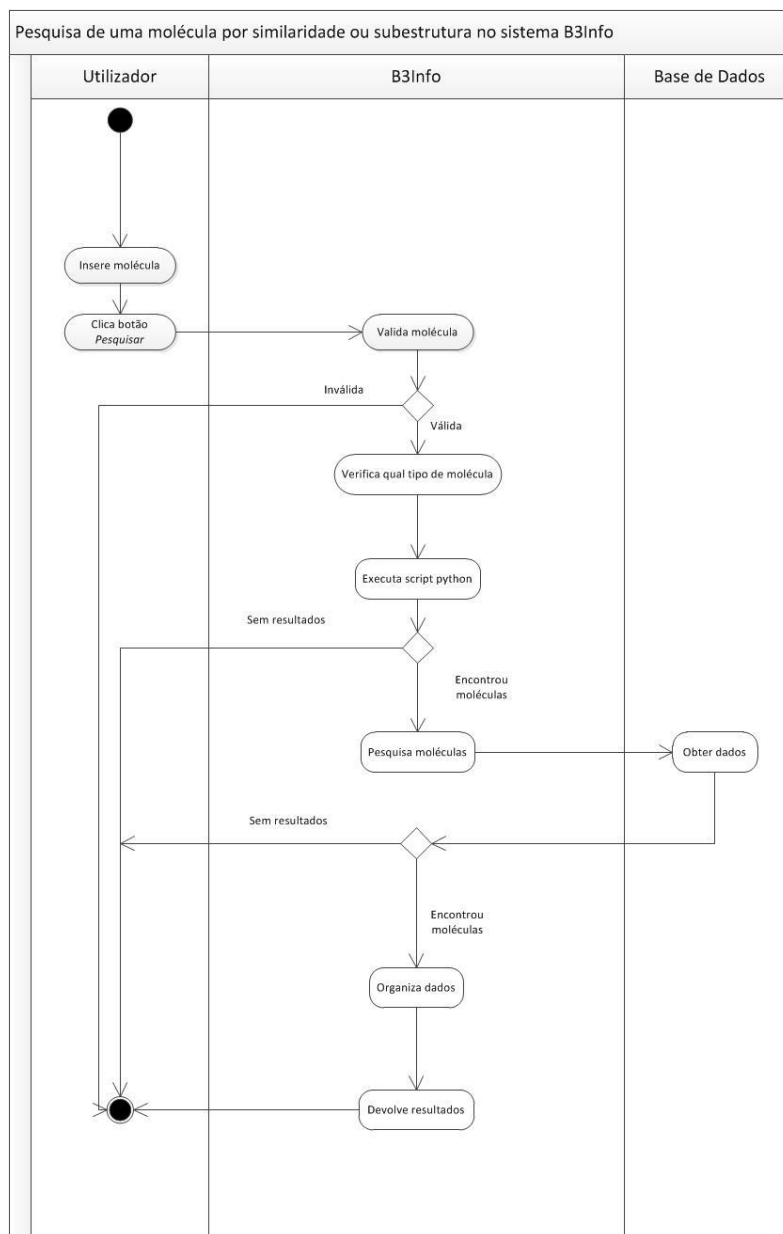 Pesquisa de uma molécula por similaridade ou subestrutura no sistema B3Info
Utilizador
B3Info
Base de Dados
Insere molécula
Clica botão
Pesquisar
Valida molécula
Inválida
Válida
Verifica qual tipo de molécula
Executa script python
Sem resultados
Encontrou
moléculas
Pesquisa moléculas
Obter dados
Sem resultados
Encontrou
moléculas
Organiza dados
Devolve resultados